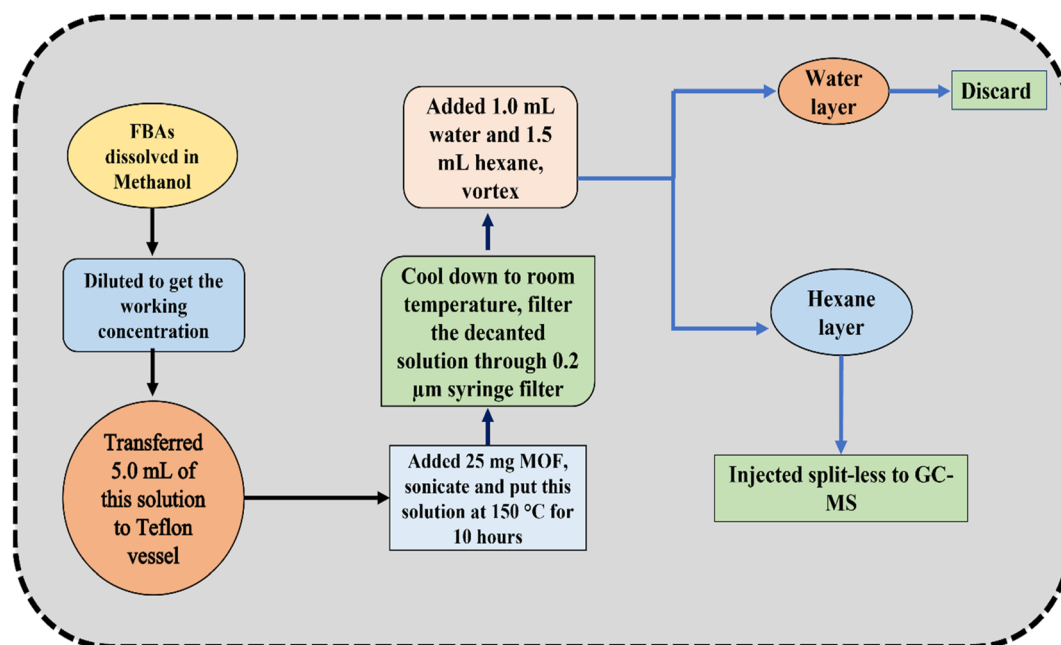 FBAs
dissolved in
Methanol
Diluted to get the
working
concentration
Transferred
5.0 mL of
this solution
to Teflon
vessel
Added 25 mg MOF,
sonicate and put this
solution at 150 °C for
10 hours
Cool down to room
temperature, filter
the decanted
solution through 0.2
µm syringe filter
Added 1.0 mL
water and 1.5
mL hexane,
vortex
Water
layer
Discard
Hexane
layer
Injected split-less to GC-
MS